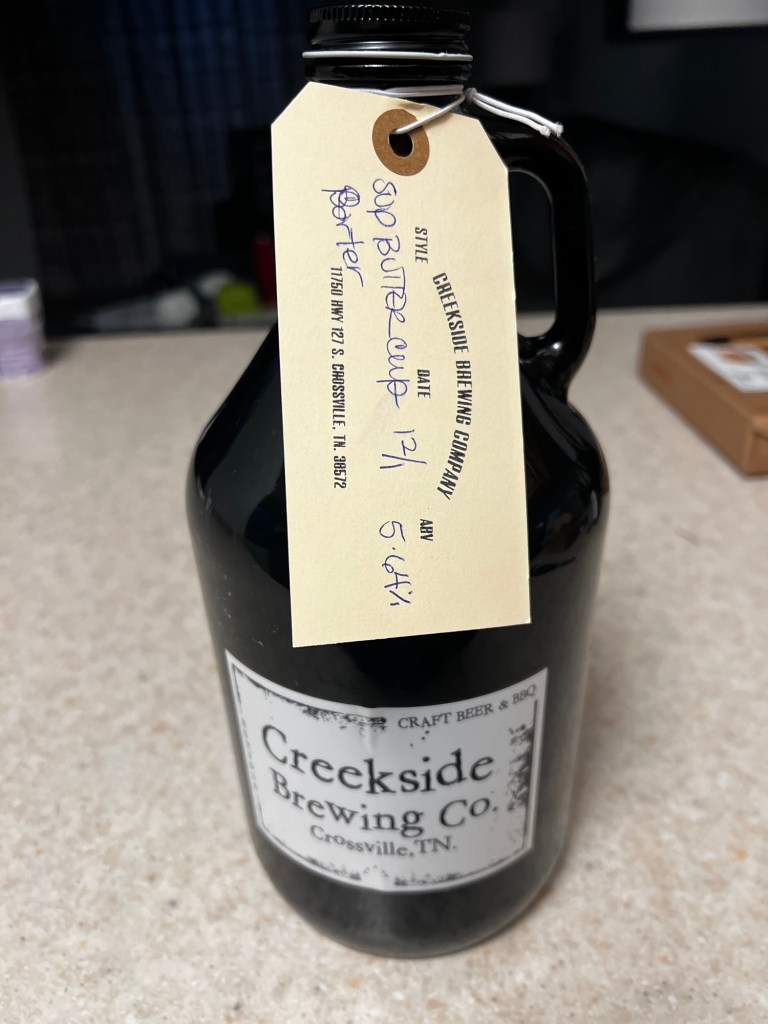 CREEKSIDE BREWING COMPANY
STYLE DATE ABV
Sup BUTTERcup 12/1 5.64%
Porter
11750 HWY 127 S. CROSSVILLE, TN. 38572
CRAFT BEER & BBQ
Creekside
Brewing Co.
Crossville, TN.